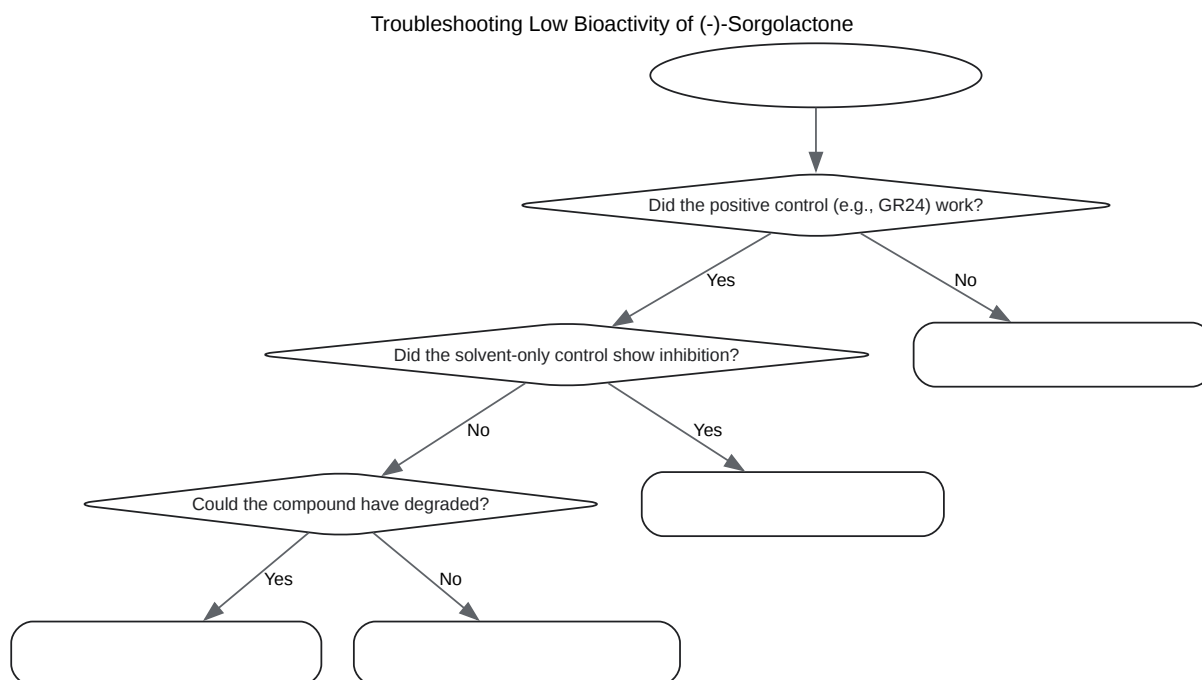 Troubleshooting Low Bioactivity of (-)-Sorgolactone
Did the positive control (e.g., GR24) work?
Yes
No
Did the solvent-only control show inhibition?
No
Yes
Could the compound have degraded?
Yes
No